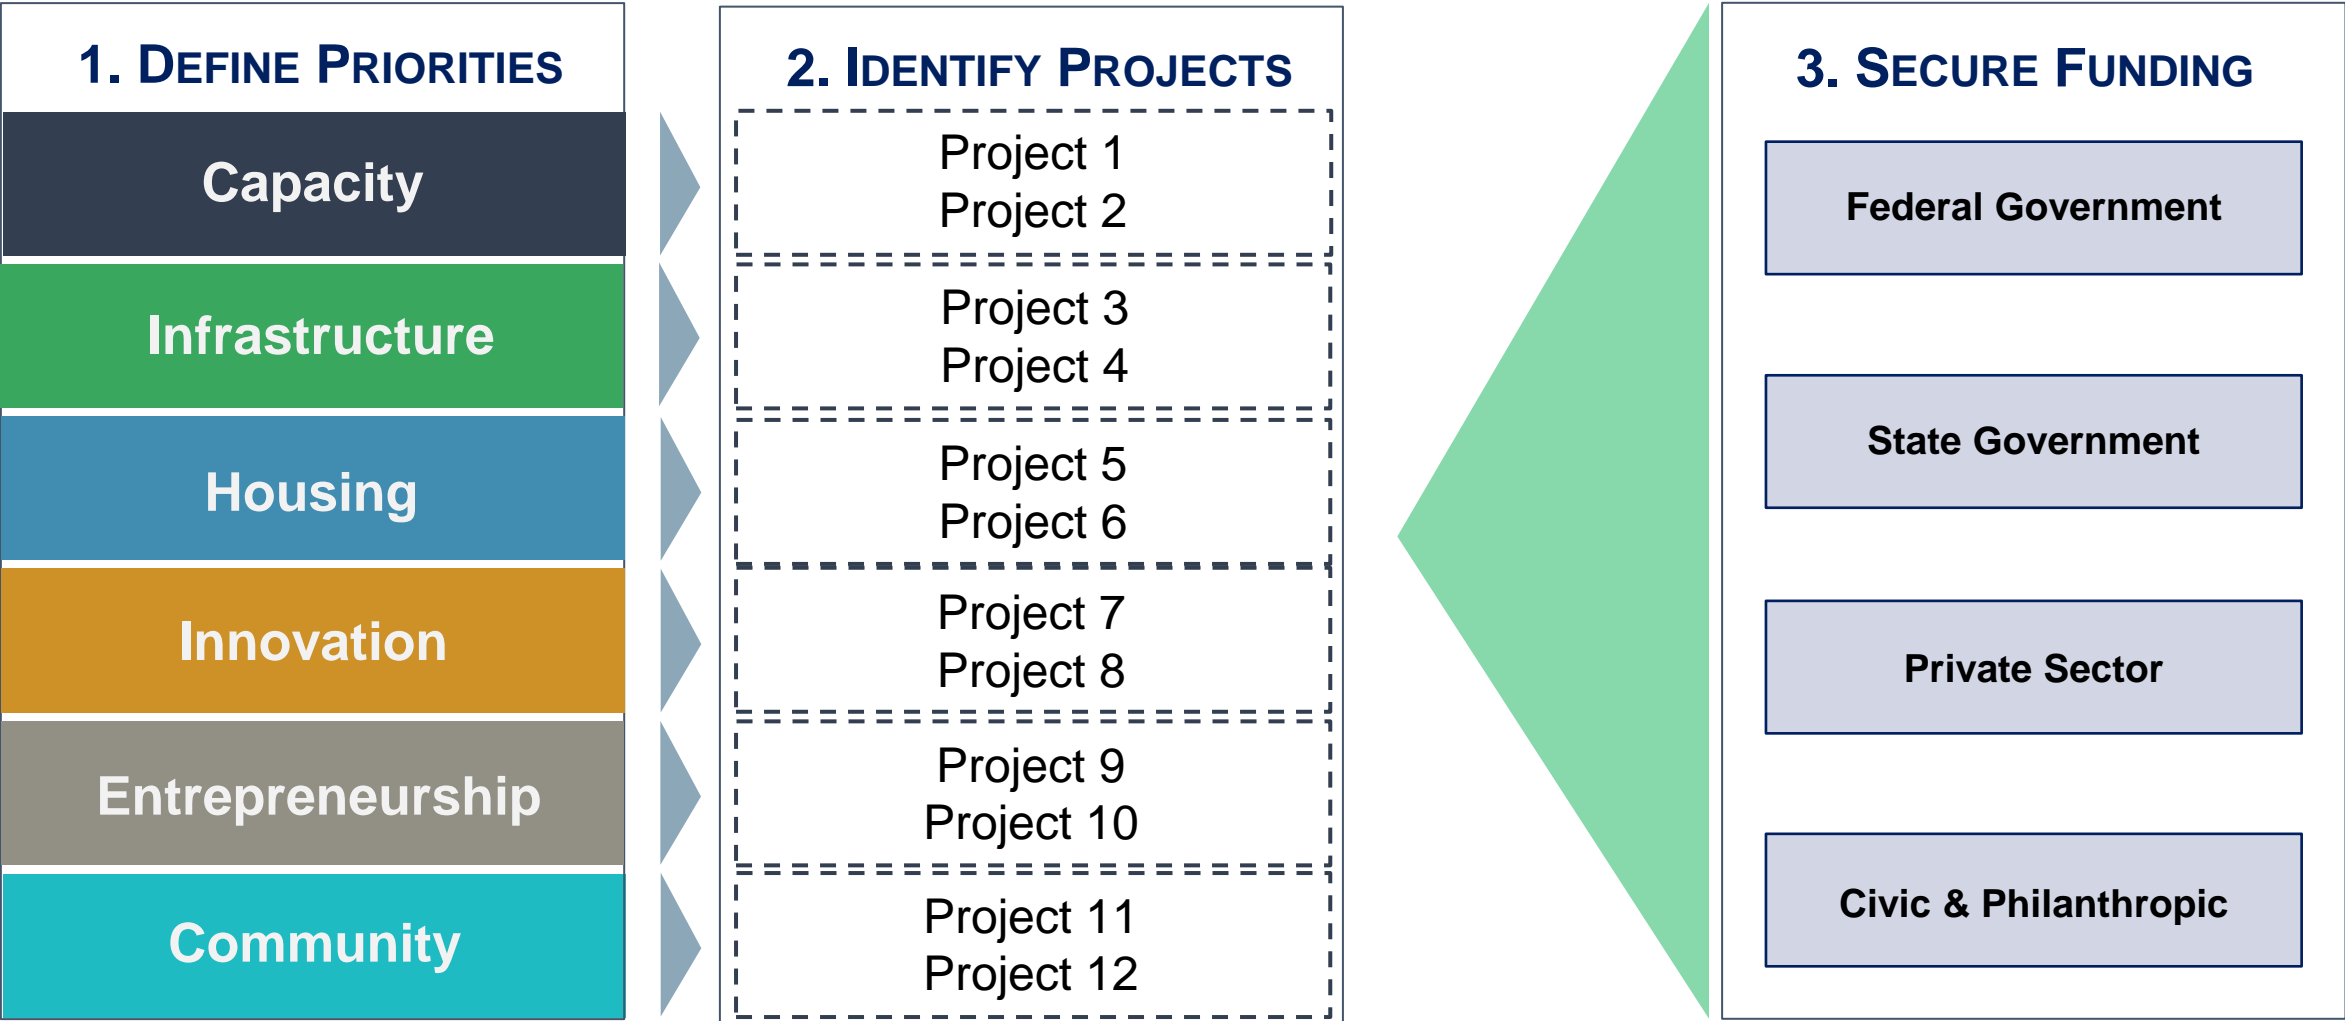 1. DEFINE PRIORITIES
Capacity
Infrastructure
Housing
Innovation
Entrepreneurship
Community
2. IDENTIFY PROJECTS
Project 1
Project 2
Project 3
Project 4
Project 5
Project 6
Project 7
Project 8
Project 9
Project 10
Project 11
Project 12
3. SECURE FUNDING
Federal Government
State Government
Private Sector
Civic & Philanthropic